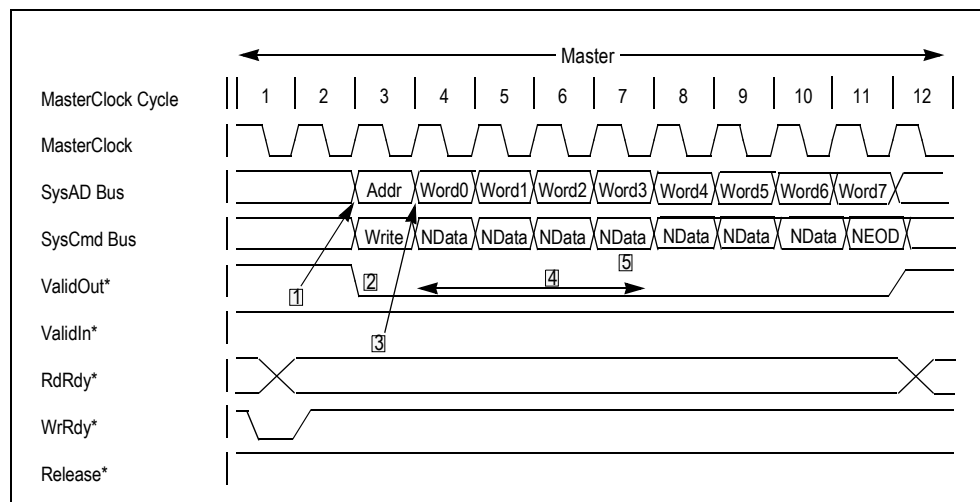 Master
MasterClock Cycle 1 2 3 4 5 6 7 8 9 10 11 12
MasterClock
SysAD Bus Addr Word0 Word1 Word2 Word3 Word4 Word5 Word6 Word7
SysCmd Bus Write NData NData NData NData NData NData NData NEOD
5
ValidOut* 2 4
1
ValidIn*
3
RdRdy*
WrRdy*
Release*